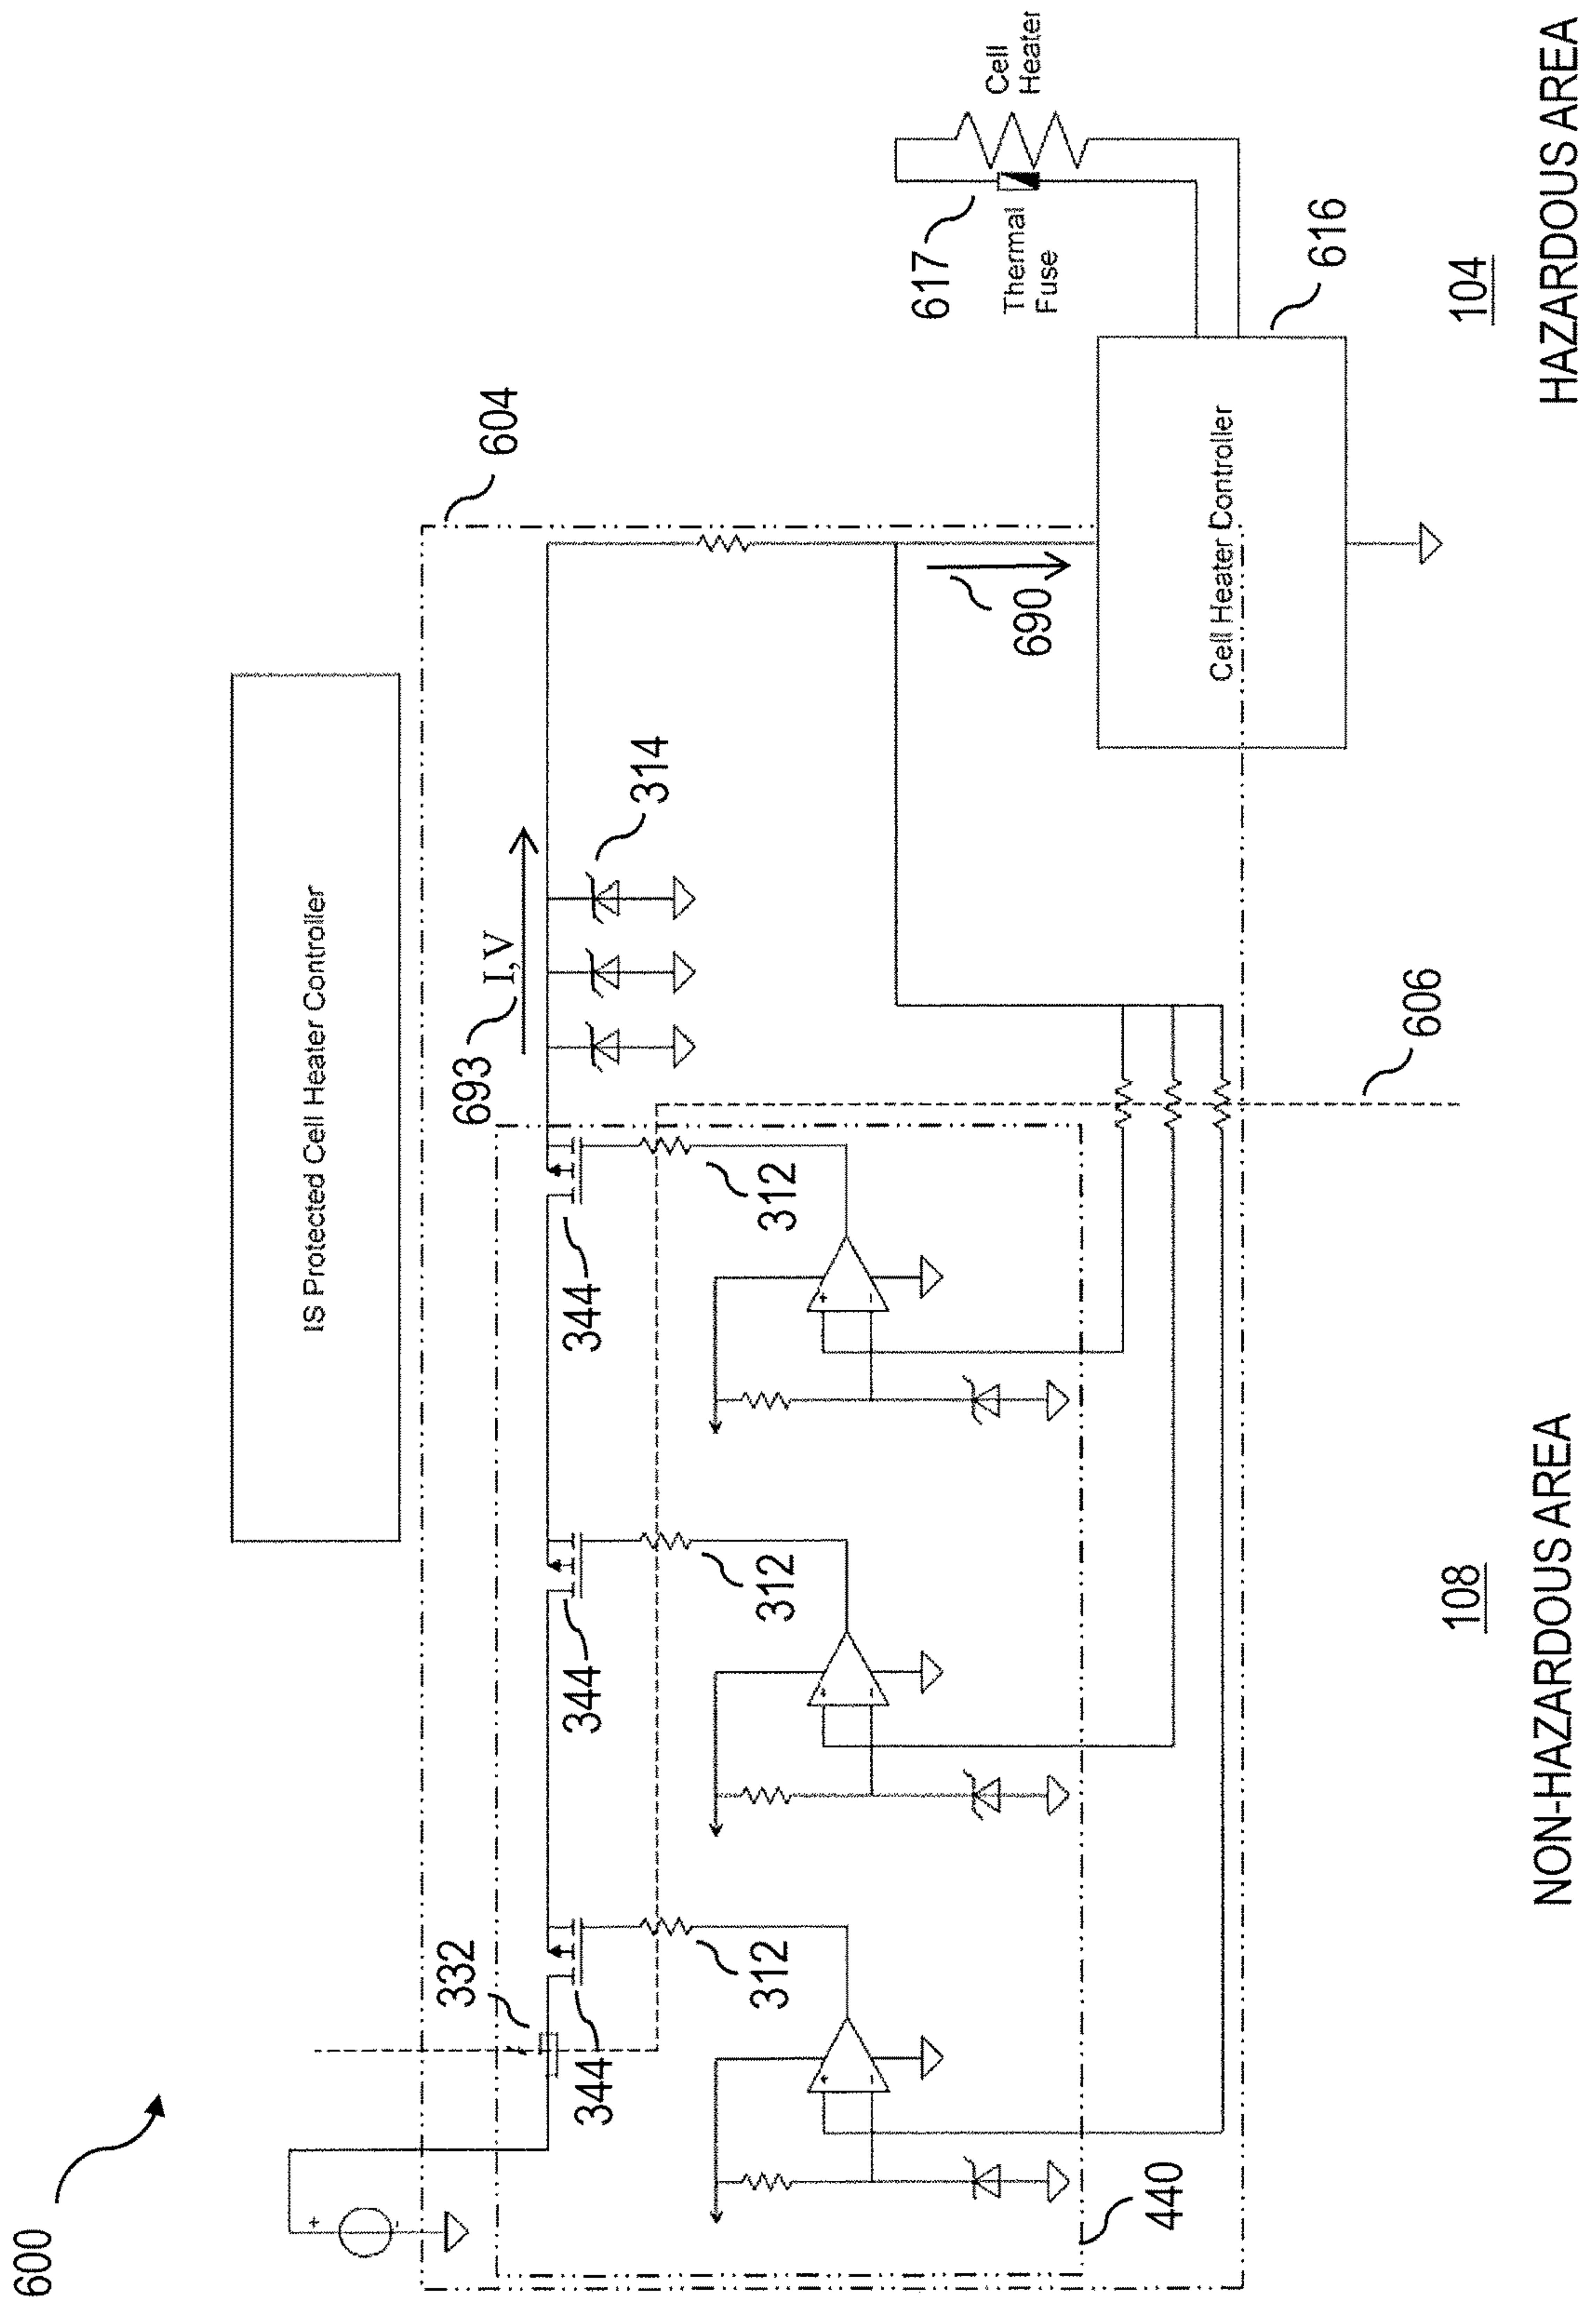 600
IS Protected Cell Heater Controller
604
332
344
344
344
693
I,V
314
312
312
312
440
606
690
Cell Heater Controller
616
617
Thermal
Fuse
Cell
Heater
108
NON-HAZARDOUS AREA
104
HAZARDOUS AREA